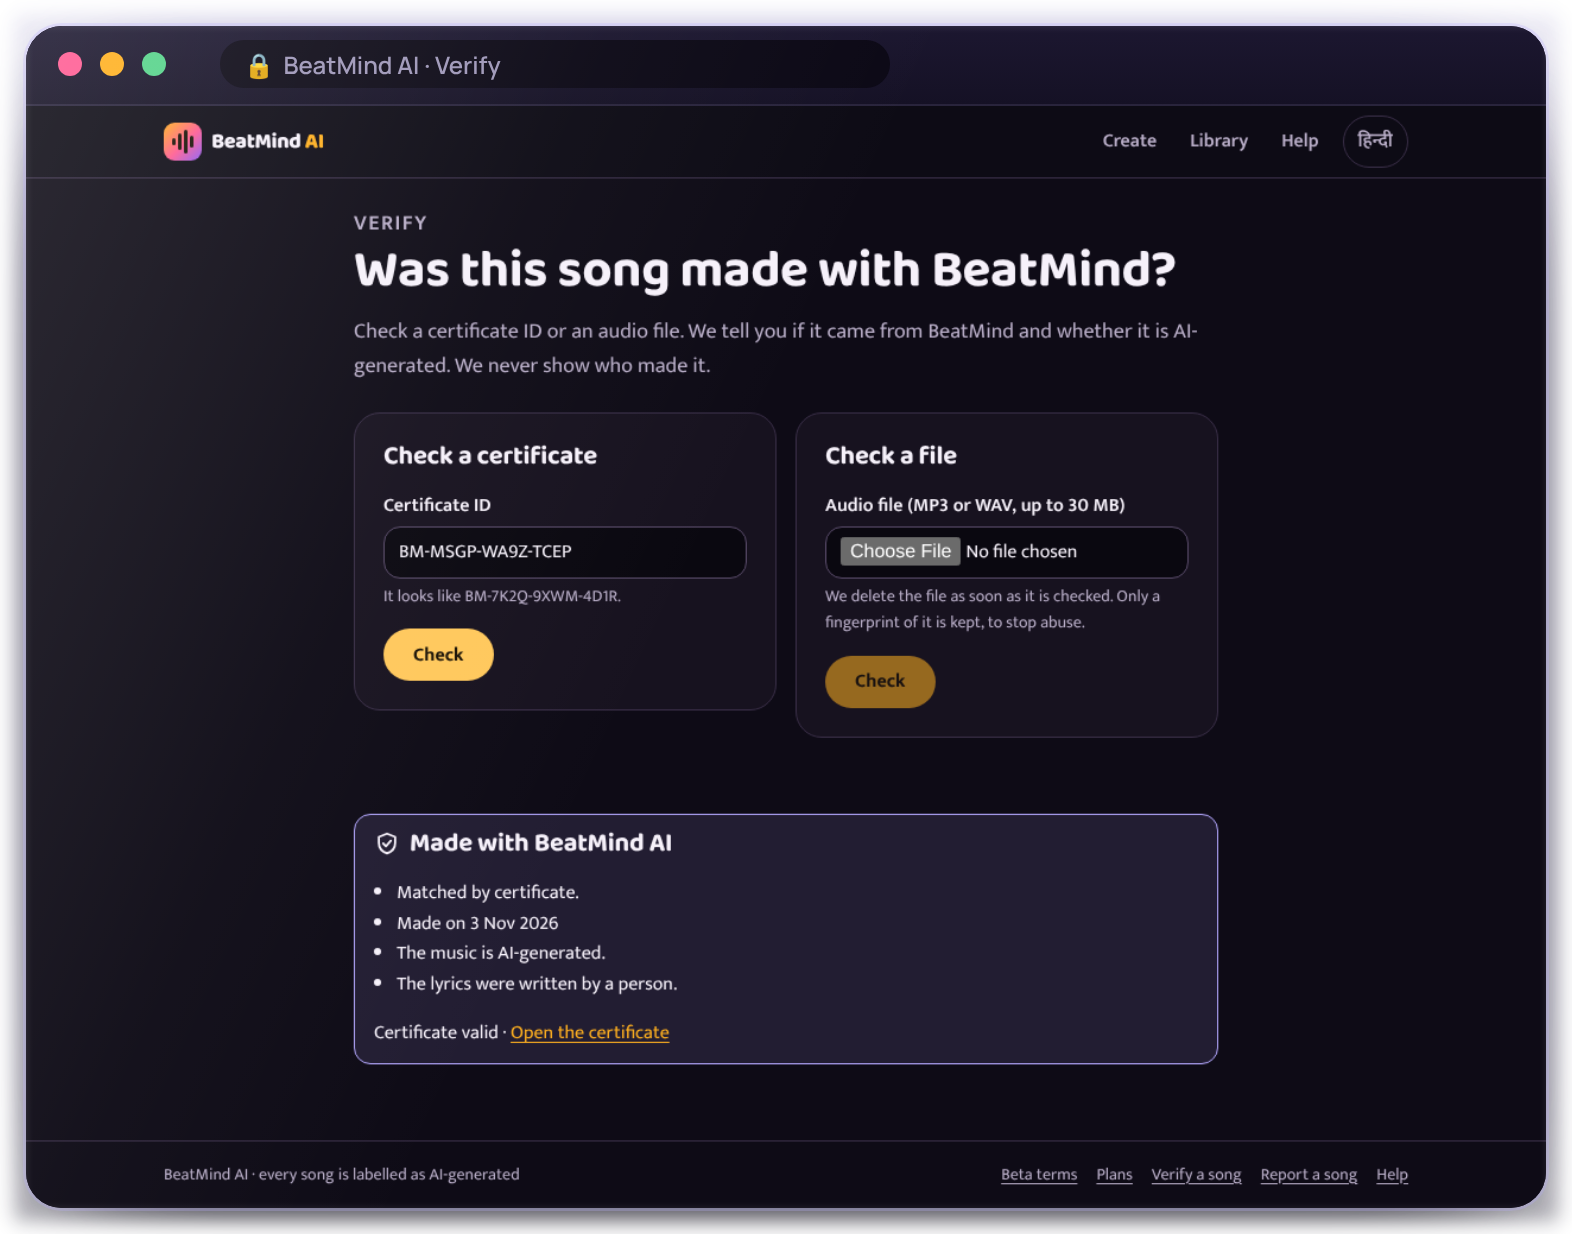 BeatMind AI · Verify
BeatMind AI
Create
Library
Help
हिन्दी
VERIFY
Was this song made with BeatMind?
Check a certificate ID or an audio file. We tell you if it came from BeatMind and whether it is AI-
generated. We never show who made it.
Check a certificate
Certificate ID
BM-MSGP-WA9Z-TCEP
It looks like BM-7K2Q-9XWM-4D1R.
Check
Check a file
Audio file (MP3 or WAV, up to 30 MB)
Choose File No file chosen
We delete the file as soon as it is checked. Only a
fingerprint of it is kept, to stop abuse.
Check
Made with BeatMind AI
Matched by certificate.
Made on 3 Nov 2026
The music is AI-generated.
The lyrics were written by a person.
Certificate valid · Open the certificate
BeatMind AI · every song is labelled as AI-generated
Beta terms
Plans
Verify a song
Report a song
Help